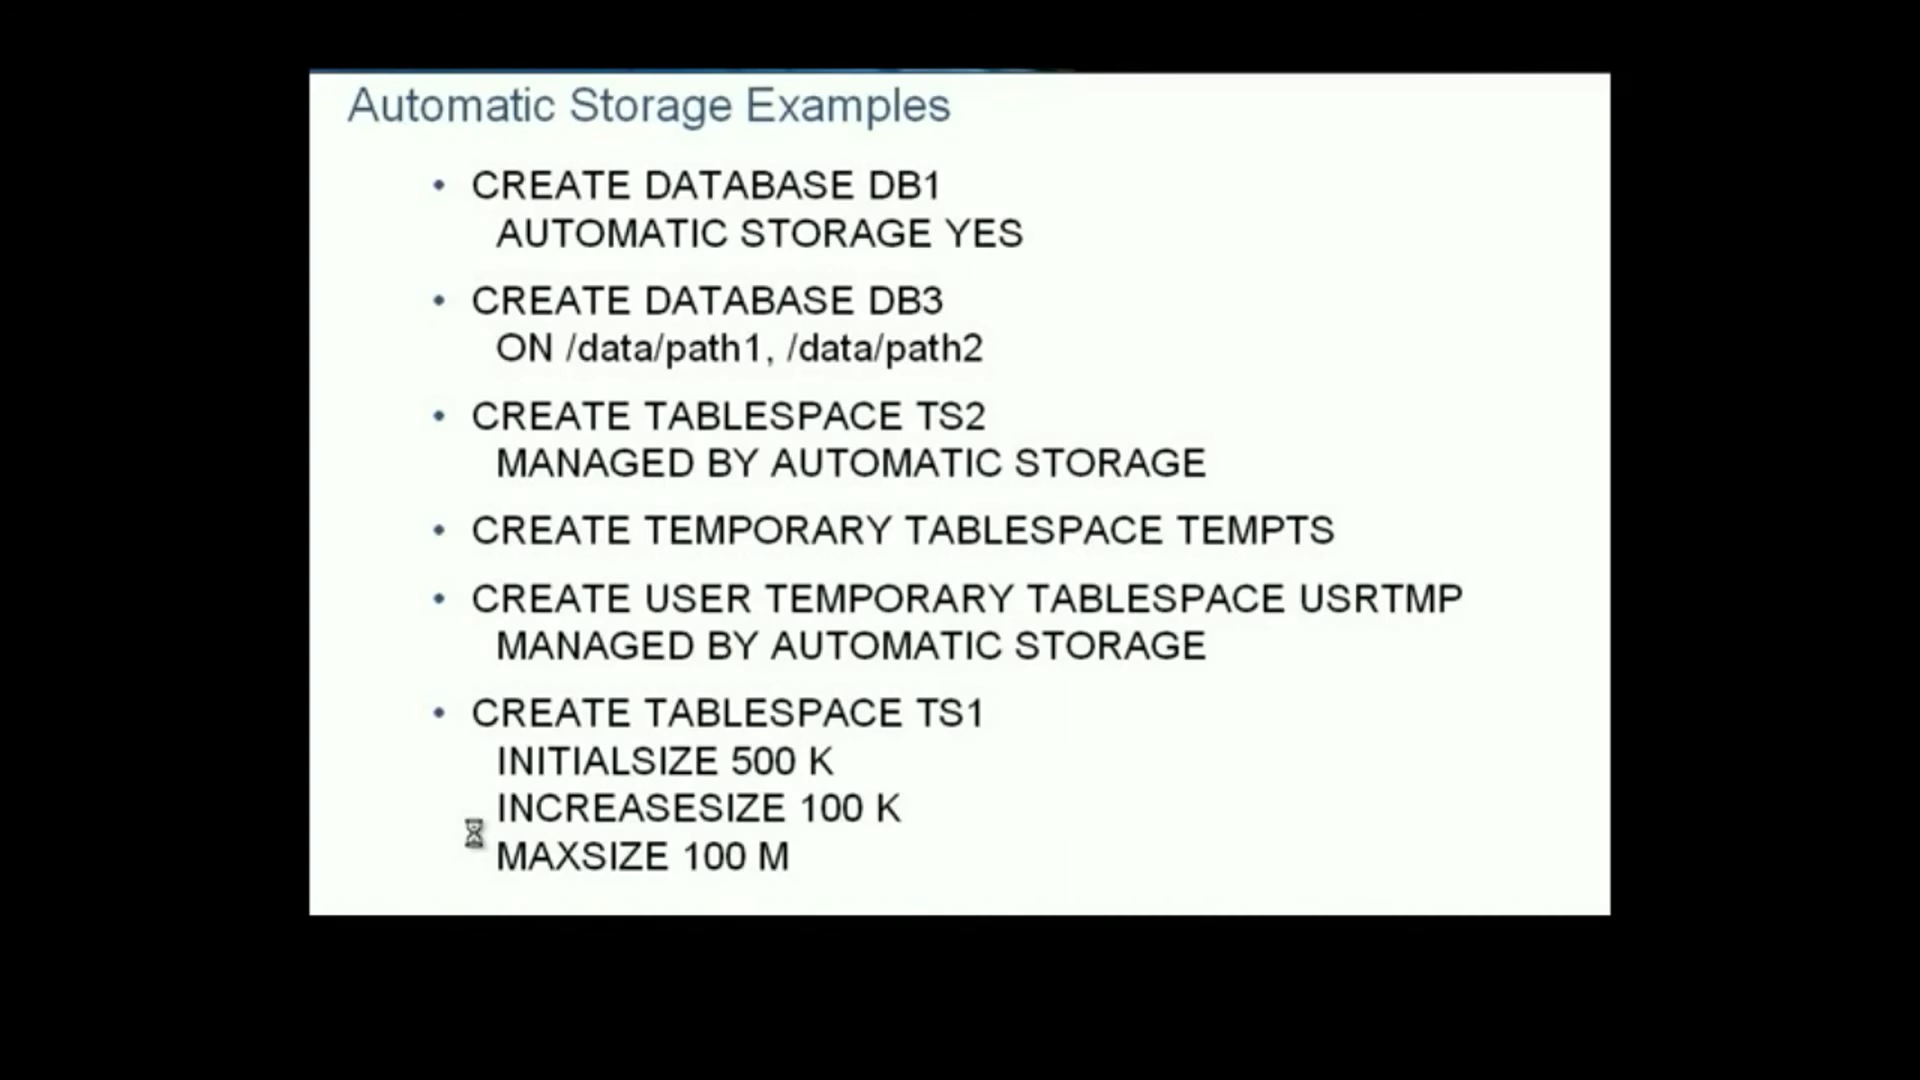 Automatic Storage Examples
• CREATE DATABASE DB1
AUTOMATIC STORAGE YES
• CREATE DATABASE DB3
ON /data/path1, /data/path2
• CREATE TABLESPACE TS2
MANAGED BY AUTOMATIC STORAGE
• CREATE TEMPORARY TABLESPACE TEMPTS
• CREATE USER TEMPORARY TABLESPACE USRTMP
MANAGED BY AUTOMATIC STORAGE
• CREATE TABLESPACE TS1
INITIALSIZE 500 K
INCREASESIZE 100 K
MAXSIZE 100 M